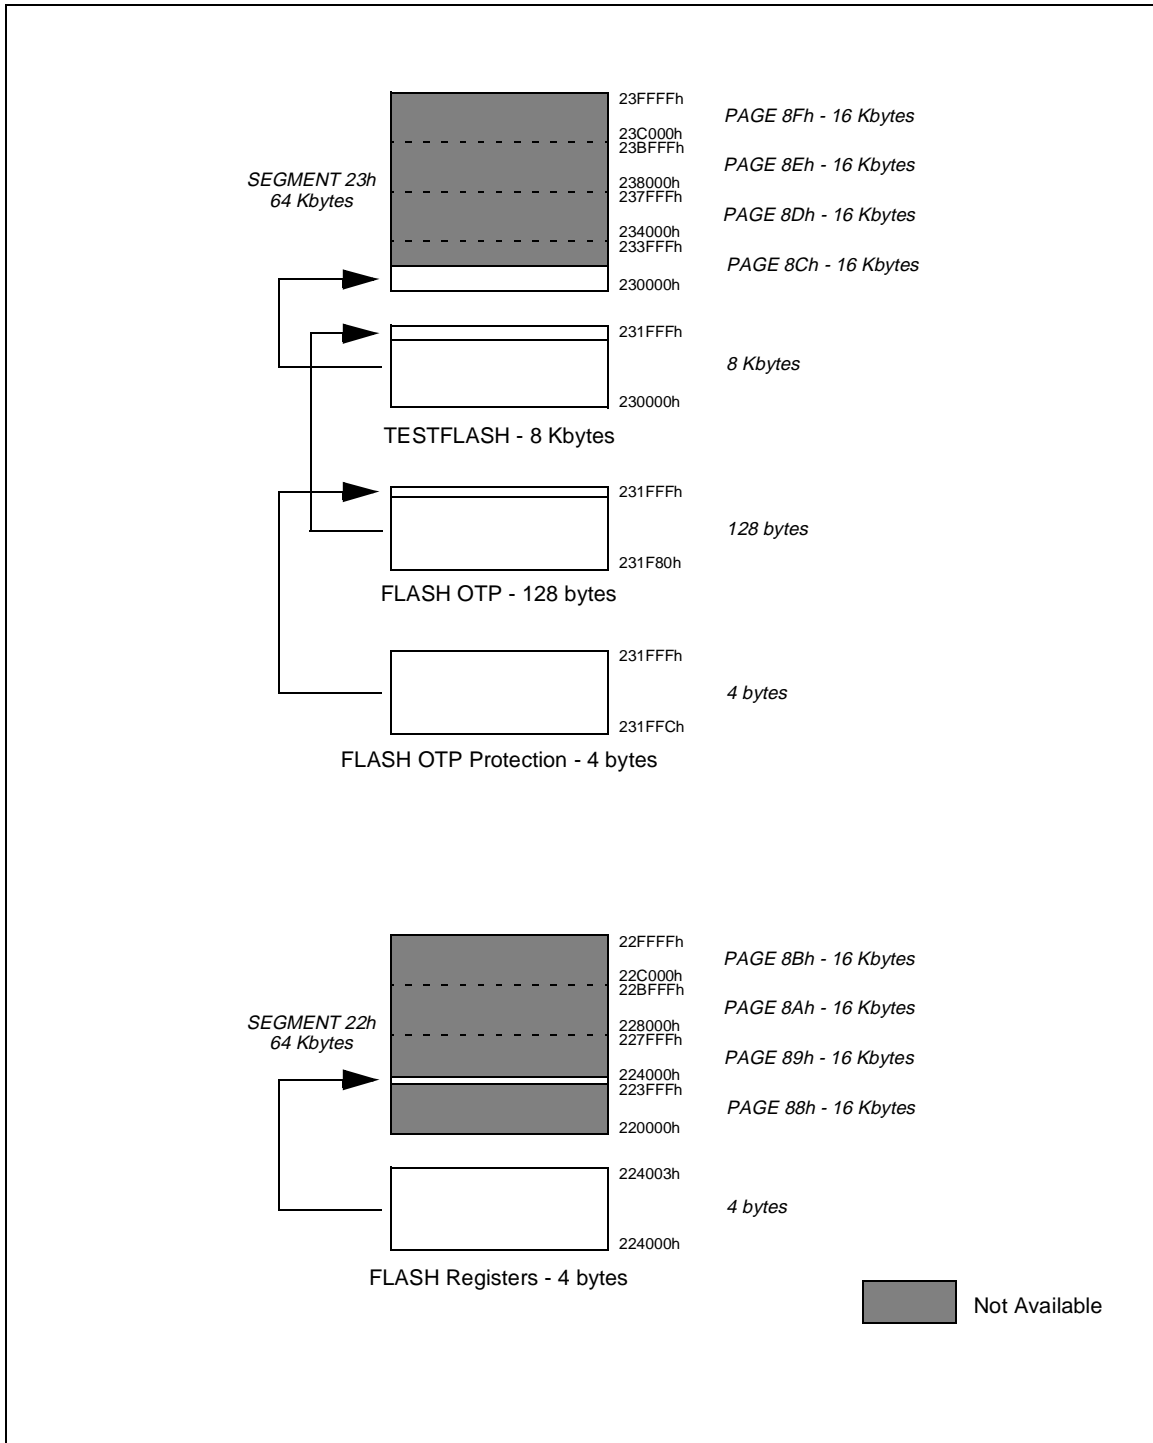 23FFFFh
PAGE 8Fh - 16 Kbytes
23C000h
23BFFFh
PAGE 8Eh - 16 Kbytes
SEGMENT 23h
64 Kbytes
238000h
237FFFh
PAGE 8Dh - 16 Kbytes
234000h
233FFFh
PAGE 8Ch - 16 Kbytes
230000h
231FFFh
8 Kbytes
230000h
TESTFLASH - 8 Kbytes
231FFFh
128 bytes
231F80h
FLASH OTP - 128 bytes
231FFFh
4 bytes
231FFCh
FLASH OTP Protection - 4 bytes
22FFFFh
PAGE 8Bh - 16 Kbytes
22C000h
22BFFFh
PAGE 8Ah - 16 Kbytes
SEGMENT 22h
64 Kbytes
228000h
227FFFh
PAGE 89h - 16 Kbytes
224000h
223FFFh
PAGE 88h - 16 Kbytes
220000h
224003h
4 bytes
224000h
FLASH Registers - 4 bytes
Not Available